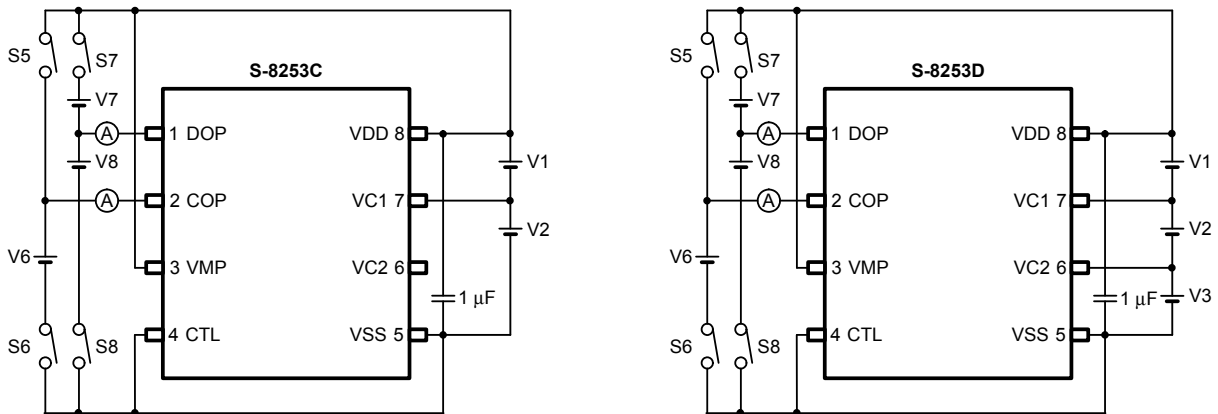 S-8253C
S5
S7
V7
A
1 DOP
VDD 8
V8
V1
A
2 COP
VC1 7
V2
V6
3 VMP
VC2 6
1 μF
4 CTL
VSS 5
S6
S8
S-8253D
S5
S7
V7
A
1 DOP
VDD 8
V8
V1
A
2 COP
VC1 7
V2
V6
3 VMP
VC2 6
1 μF
V3
4 CTL
VSS 5
S6
S8